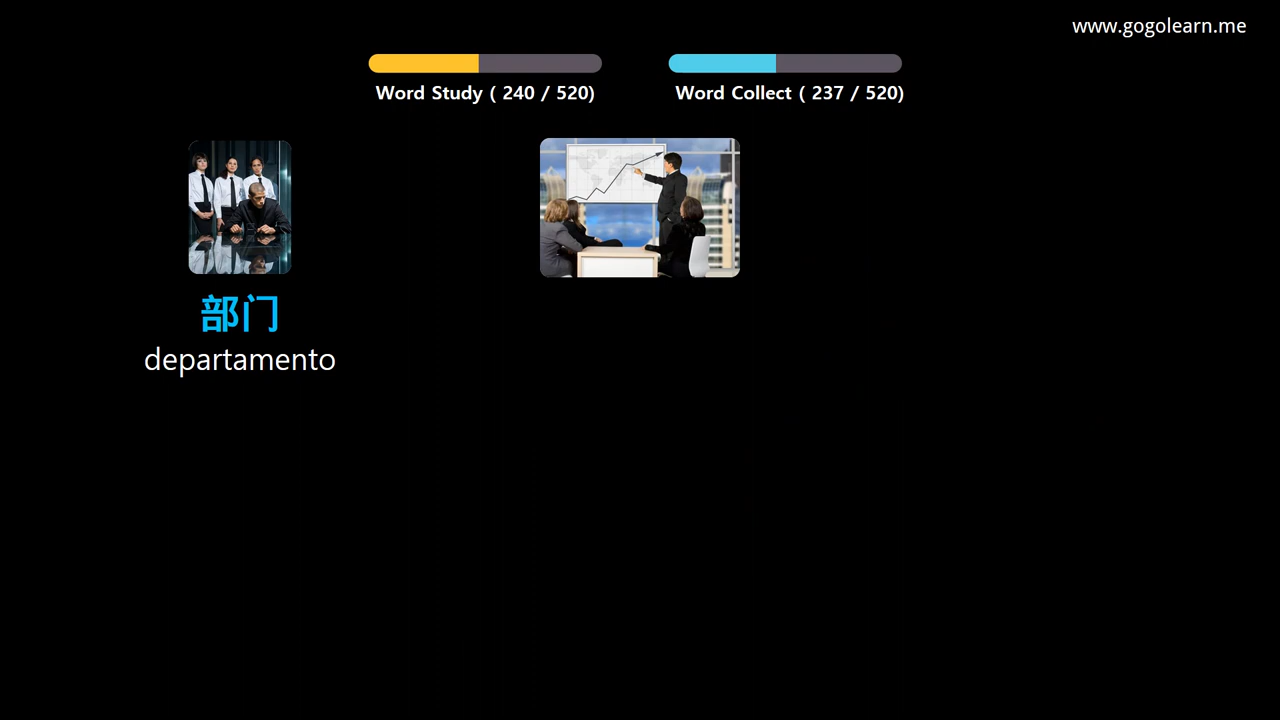 www.gogolearn.me
Word Study ( 240 / 520)
Word Collect ( 237 / 520)
部门
departamento